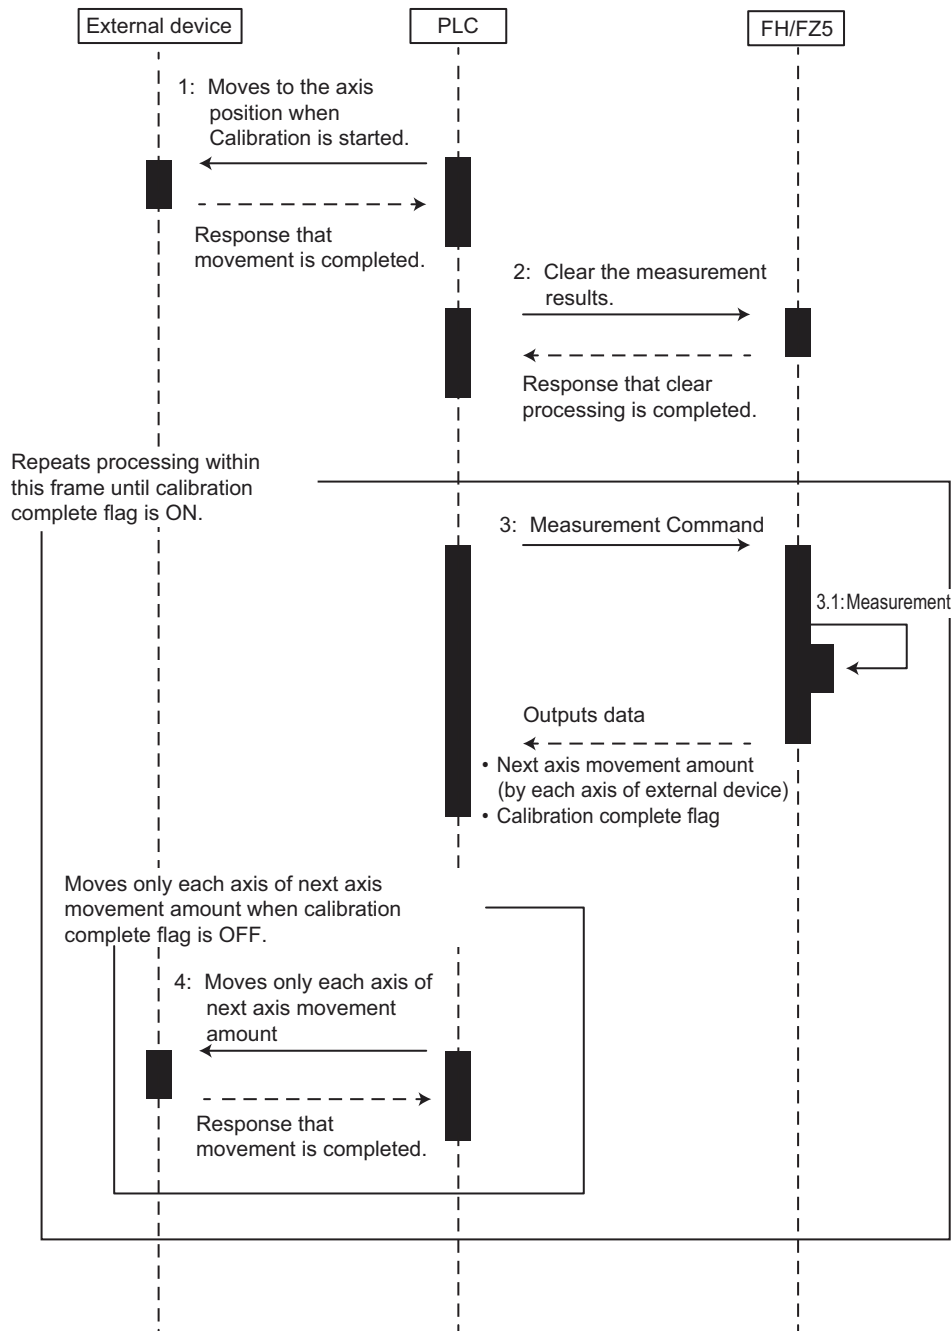 External device
PLC
FH/FZ5
1: Moves to the axis
position when
Calibration is started.
Response that
movement is completed.
2: Clear the measurement
results.
Response that clear
processing is completed.
Repeats processing within
this frame until calibration
complete flag is ON.
3: Measurement Command
3.1:Measurement
Outputs data
• Next axis movement amount
(by each axis of external device)
• Calibration complete flag
Moves only each axis of next axis
movement amount when calibration
complete flag is OFF.
4: Moves only each axis of
next axis movement
amount
Response that
movement is completed.